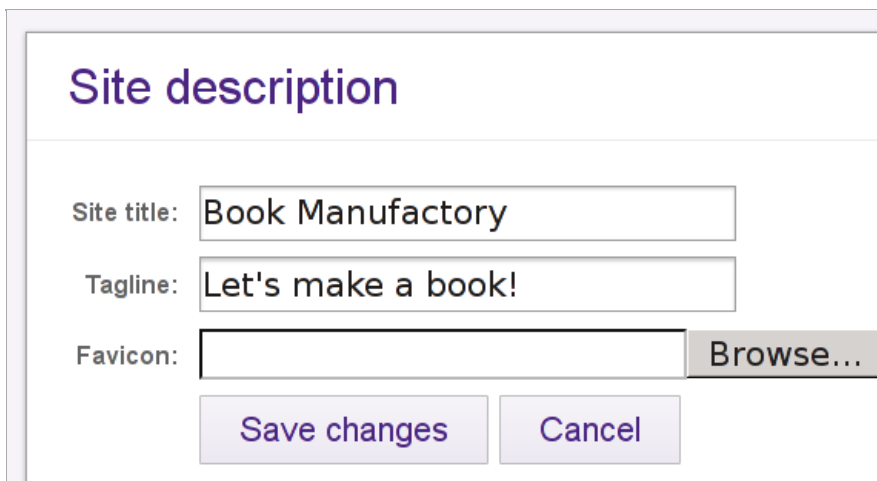 Site description
Site title: Book Manufactory
Tagline: Let's make a book!
Favicon: Browse...
Save changes Cancel